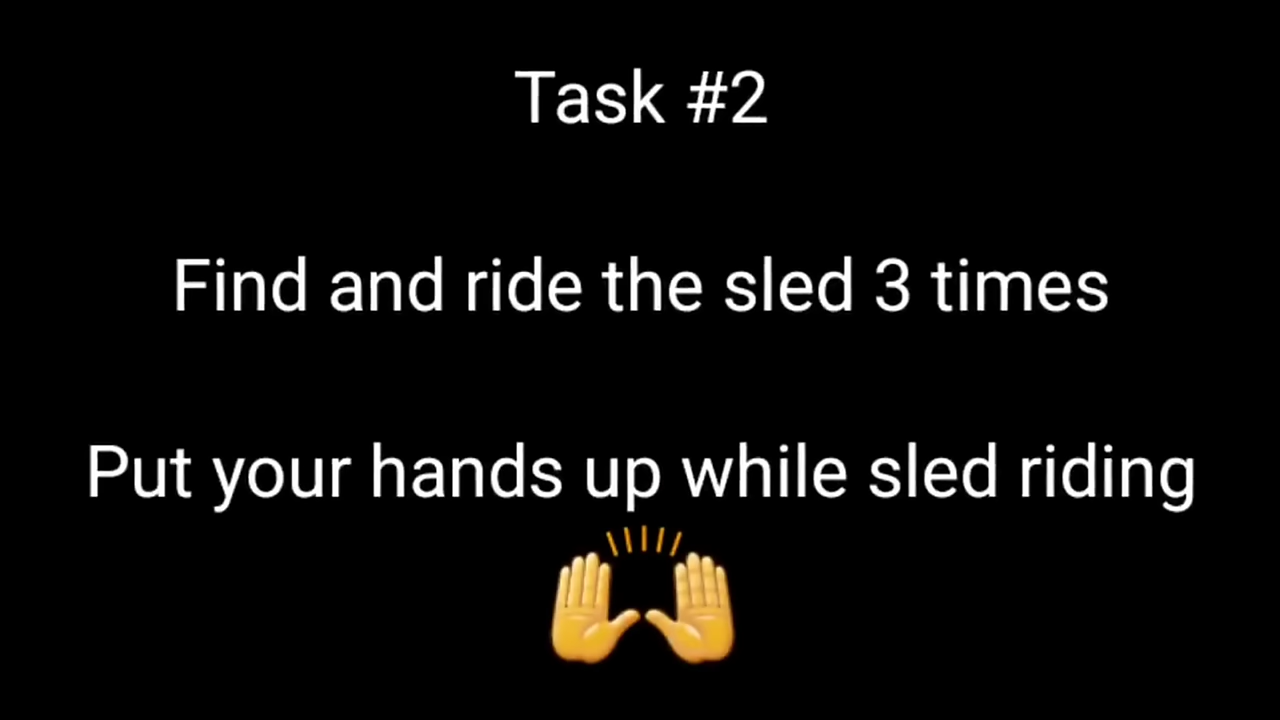 Task #2
Find and ride the sled 3 times
Put your hands up while sled riding
🙌